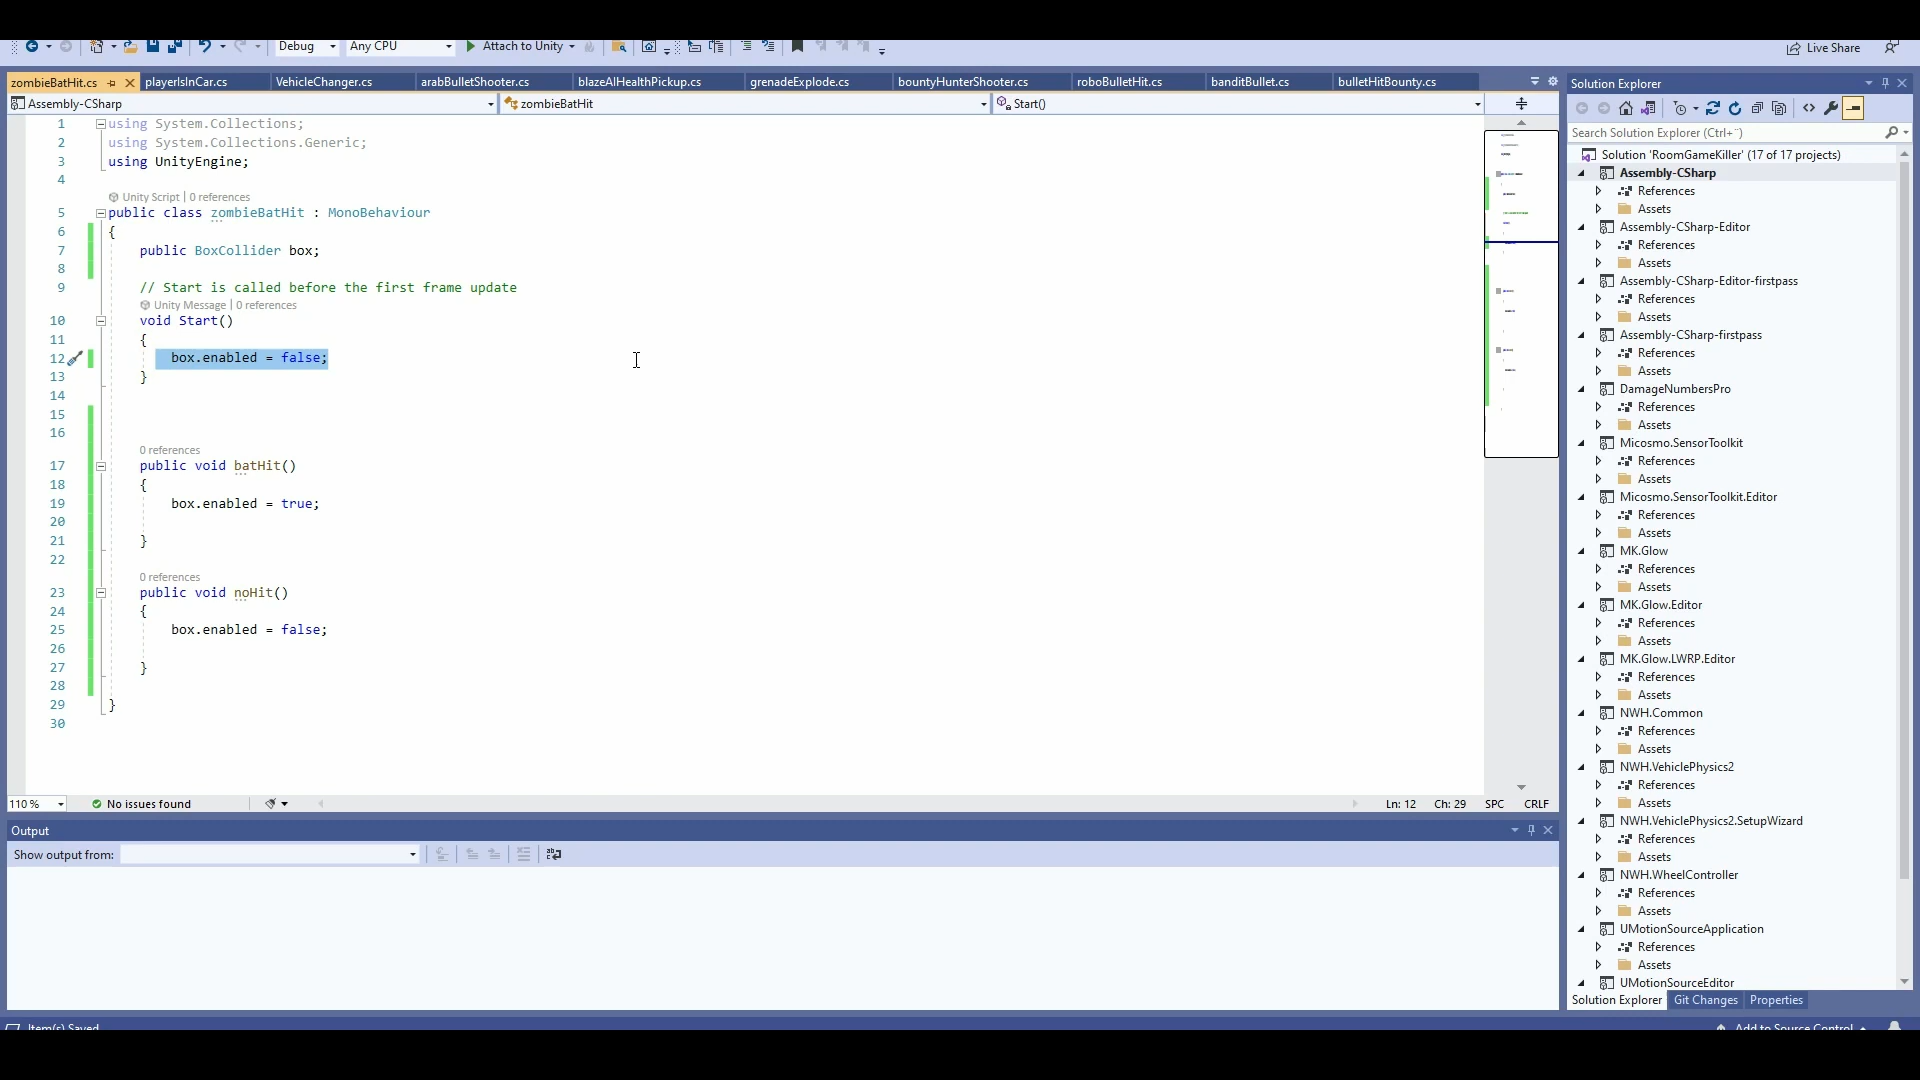 Debug Any CPU Attach to Unity Live Share
zombieBatHit.cs playerIsInCar.cs VehicleChanger.cs arabBulletShooter.cs blazeAIHealthPickup.cs grenadeExplode.cs bountyHunterShooter.cs roboBulletHit.cs banditBullet.cs bulletHitBounty.cs
Assembly-CSharp zombieBatHit Start()
1 using System.Collections;
2 using System.Collections.Generic;
3 using UnityEngine;
4
Unity Script | 0 references
5 public class zombieBatHit : MonoBehaviour
6 {
7 public BoxCollider box;
8
9 // Start is called before the first frame update
Unity Message | 0 references
10 void Start()
11 {
12 box.enabled = false;
13 }
14
15
16
0 references
17 public void batHit()
18 {
19 box.enabled = true;
20
21 }
22
0 references
23 public void noHit()
24 {
25 box.enabled = false;
26
27 }
28
29 }
30
110 % No issues found Ln: 12 Ch: 29 SPC CRLF
Output
Show output from:
Item(s) Saved
Solution Explorer
Search Solution Explorer (Ctrl+¨)
Solution 'RoomGameKiller' (17 of 17 projects)
Assembly-CSharp
References
Assets
Assembly-CSharp-Editor
References
Assets
Assembly-CSharp-Editor-firstpass
References
Assets
Assembly-CSharp-firstpass
References
Assets
DamageNumbersPro
References
Assets
Micosmo.SensorToolkit
References
Assets
Micosmo.SensorToolkit.Editor
References
Assets
MK.Glow
References
Assets
MK.Glow.Editor
References
Assets
MK.Glow.LWRP.Editor
References
Assets
NWH.Common
References
Assets
NWH.VehiclePhysics2
References
Assets
NWH.VehiclePhysics2.SetupWizard
References
Assets
NWH.WheelController
References
Assets
UMotionSourceApplication
References
Assets
UMotionSourceEditor
Solution Explorer Git Changes Properties
Add to Source Control